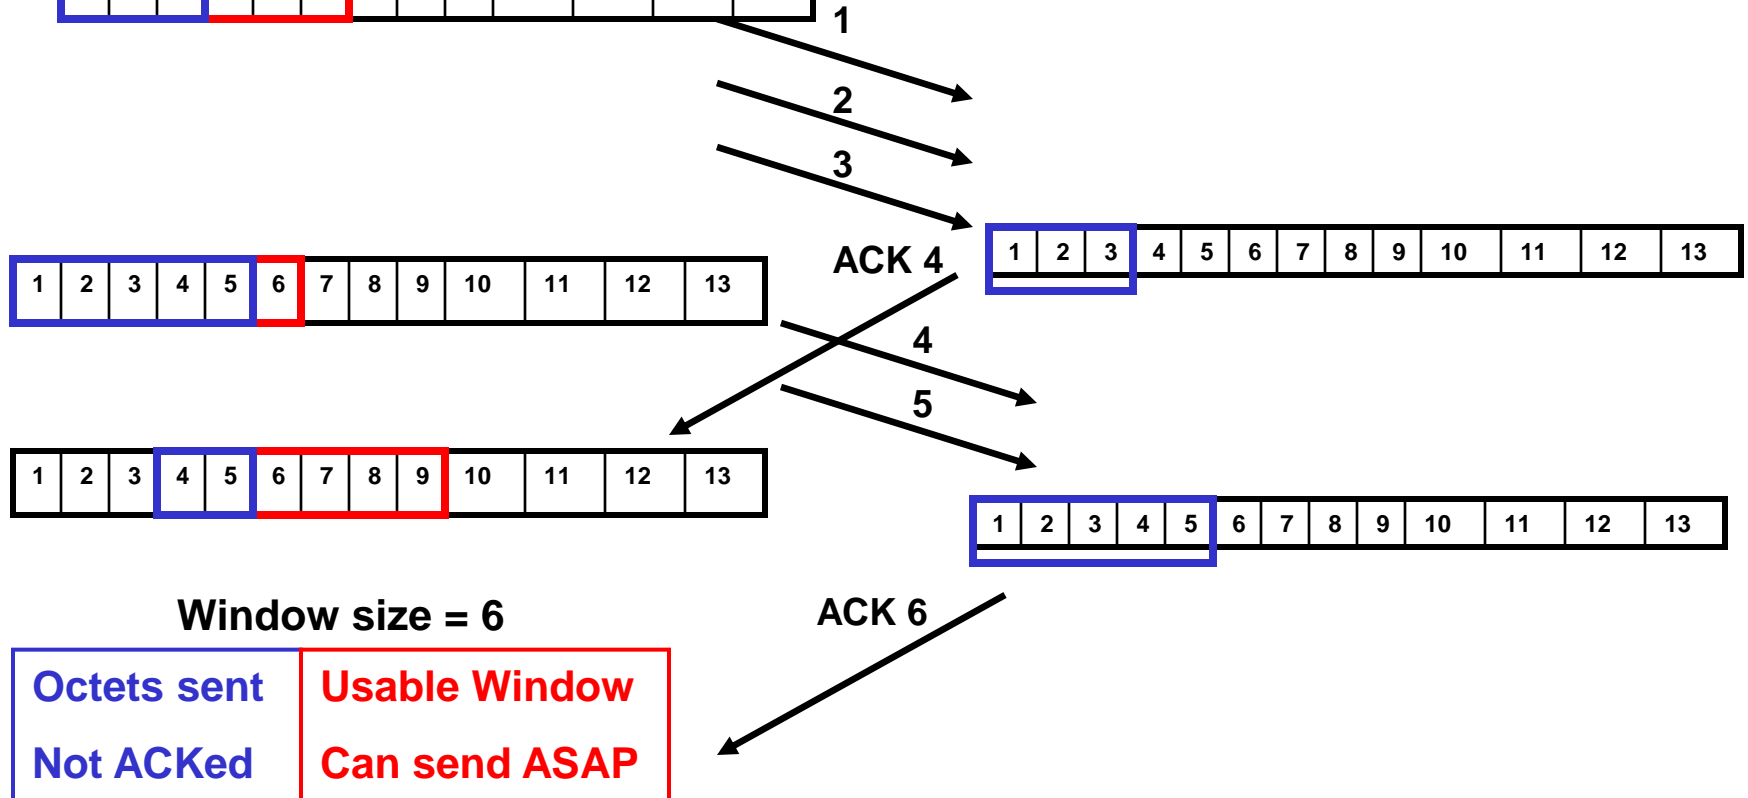 1
2
3
1 2 3 4 5 6 7 8 9 10 11 12 13
ACK 4
1 2 3 4 5 6 7 8 9 10 11 12 13
4
5
1 2 3 4 5 6 7 8 9 10 11 12 13
1 2 3 4 5 6 7 8 9 10 11 12 13
Window size = 6
ACK 6
Octets sent
Not ACKed
Usable Window
Can send ASAP